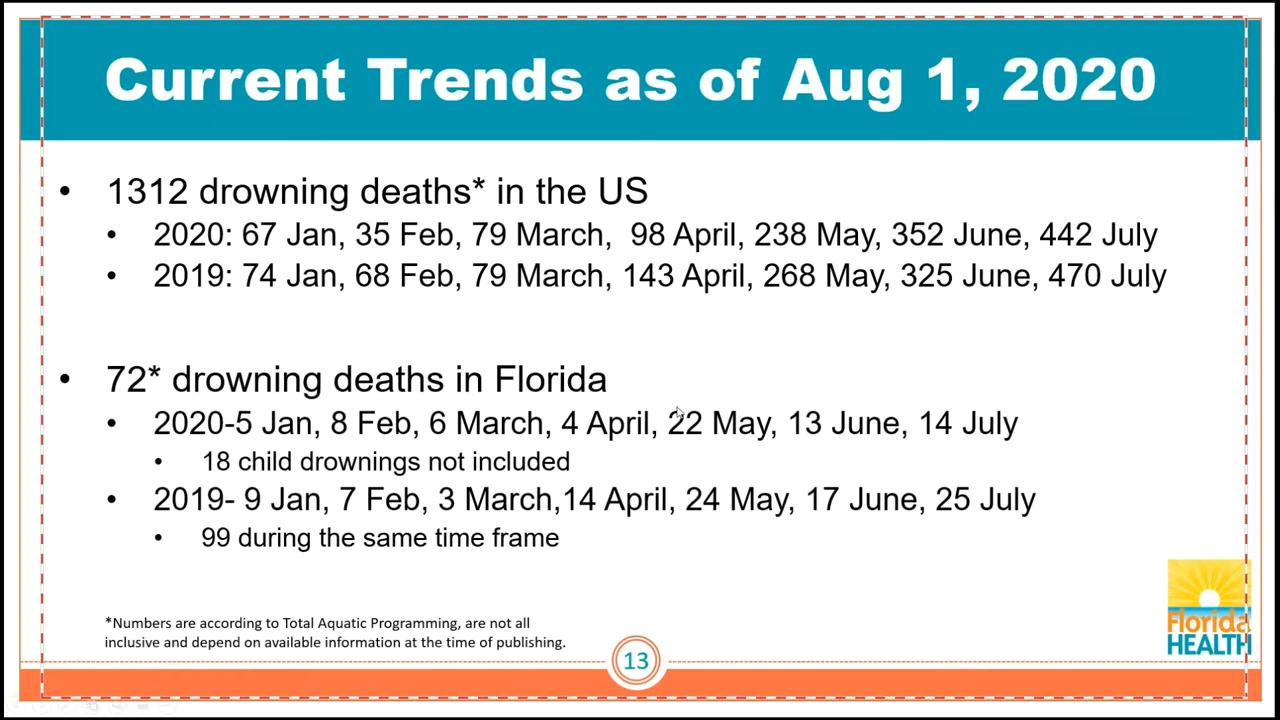 Current Trends as of Aug 1, 2020
• 1312 drowning deaths* in the US
• 2020: 67 Jan, 35 Feb, 79 March, 98 April, 238 May, 352 June, 442 July
• 2019: 74 Jan, 68 Feb, 79 March, 143 April, 268 May, 325 June, 470 July
• 72* drowning deaths in Florida
• 2020-5 Jan, 8 Feb, 6 March, 4 April, 22 May, 13 June, 14 July
• 18 child drownings not included
• 2019- 9 Jan, 7 Feb, 3 March,14 April, 24 May, 17 June, 25 July
• 99 during the same time frame
*Numbers are according to Total Aquatic Programming, are not all
inclusive and depend on available information at the time of publishing.
13
Florida
HEALTH